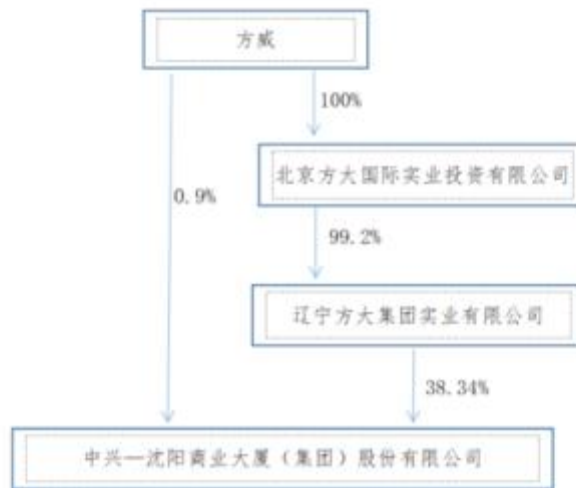 方威
100%
北京方大国际实业投资有限公司
0.9%
99.2%
辽宁方大集团实业有限公司
38.34%
中兴—沈阳商业大厦（集团）股份有限公司